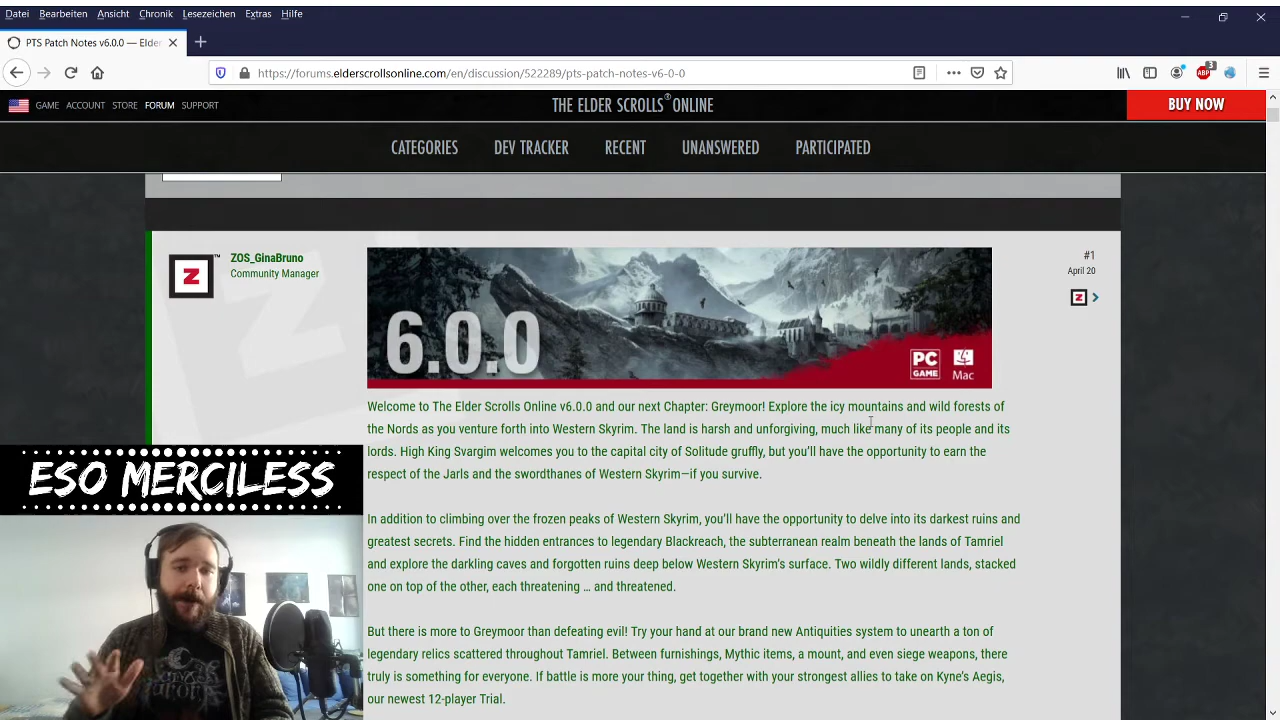 Datei Bearbeiten Ansicht Chronik Lesezeichen Extras Hilfe
PTS Patch Notes v6.0.0 — Elder
https://forums.elderscrollsonline.com/en/discussion/522289/pts-patch-notes-v6-0-0
ABP 3
GAME ACCOUNT STORE FORUM SUPPORT
THE ELDER SCROLLS® ONLINE
BUY NOW
CATEGORIES DEV TRACKER RECENT UNANSWERED PARTICIPATED
Z™
ZOS_GinaBruno
Community Manager
6.0.0
PC GAME
Mac
#1
April 20
Z
Welcome to The Elder Scrolls Online v6.0.0 and our next Chapter: Greymoor! Explore the icy mountains and wild forests of
the Nords as you venture forth into Western Skyrim. The land is harsh and unforgiving, much like many of its people and its
lords. High King Svargim welcomes you to the capital city of Solitude gruffly, but you'll have the opportunity to earn the
respect of the Jarls and the swordthanes of Western Skyrim—if you survive.
In addition to climbing over the frozen peaks of Western Skyrim, you'll have the opportunity to delve into its darkest ruins and
greatest secrets. Find the hidden entrances to legendary Blackreach, the subterranean realm beneath the lands of Tamriel
and explore the darkling caves and forgotten ruins deep below Western Skyrim's surface. Two wildly different lands, stacked
one on top of the other, each threatening … and threatened.
But there is more to Greymoor than defeating evil! Try your hand at our brand new Antiquities system to unearth a ton of
legendary relics scattered throughout Tamriel. Between furnishings, Mythic items, a mount, and even siege weapons, there
truly is something for everyone. If battle is more your thing, get together with your strongest allies to take on Kyne's Aegis,
our newest 12-player Trial.
ESO MERCILESS